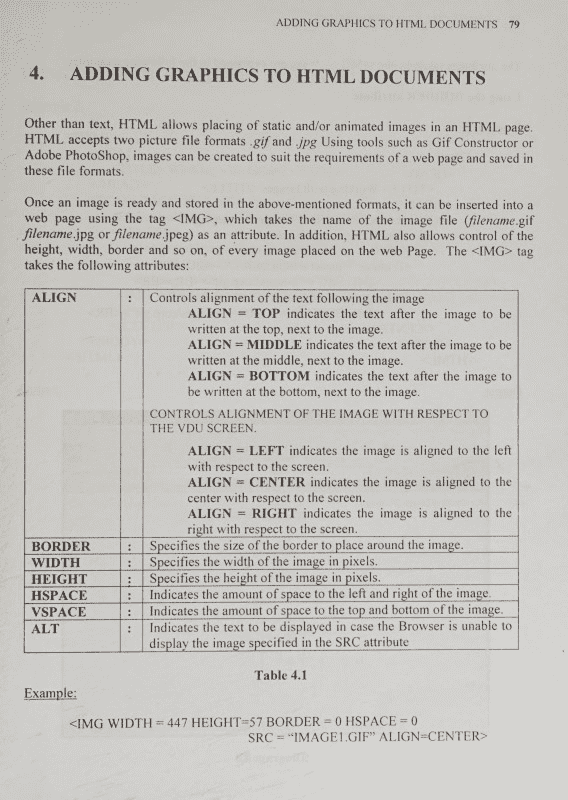 ADDING GRAPHICS TO HTML DOCUMENTS 79
4. ADDING GRAPHICS TO HTML DOCUMENTS
Other than text, HTML allows placing of static and/or animated images in an HTML page.
HTML accepts two picture file formats .gif and .jpg Using tools such as Gif Constructor or
Adobe PhotoShop, images can be created to suit the requirements of a web page and saved in
these file formats.
Once an image is ready and stored in the above-mentioned formats, it can be inserted into a
web page using the tag <IMG>, which takes the name of the image file (filename.gif
filename.jpg or filename.jpeg) as an attribute. In addition, HTML also allows control of the
height, width, border and so on, of every image placed on the web Page. The <IMG> tag
takes the following attributes:
ALIGN : Controls alignment of the text following the image
ALIGN = TOP indicates the text after the image to be
written at the top, next to the image.
ALIGN = MIDDLE indicates the text after the image to be
written at the middle, next to the image.
ALIGN = BOTTOM indicates the text after the image to
be written at the bottom, next to the image.
CONTROLS ALIGNMENT OF THE IMAGE WITH RESPECT TO
THE VDU SCREEN.
ALIGN = LEFT indicates the image is aligned to the left
with respect to the screen.
ALIGN = CENTER indicates the image is aligned to the
center with respect to the screen.
ALIGN = RIGHT indicates the image is aligned to the
right with respect to the screen.
BORDER : Specifies the size of the border to place around the image.
WIDTH : Specifies the width of the image in pixels.
HEIGHT : Specifies the height of the image in pixels.
HSPACE : Indicates the amount of space to the left and right of the image.
VSPACE : Indicates the amount of space to the top and bottom of the image.
ALT : Indicates the text to be displayed in case the Browser is unable to
display the image specified in the SRC attribute
Table 4.1
Example:
<IMG WIDTH = 447 HEIGHT=57 BORDER = 0 HSPACE = 0
SRC = “IMAGE1.GIF” ALIGN=CENTER>